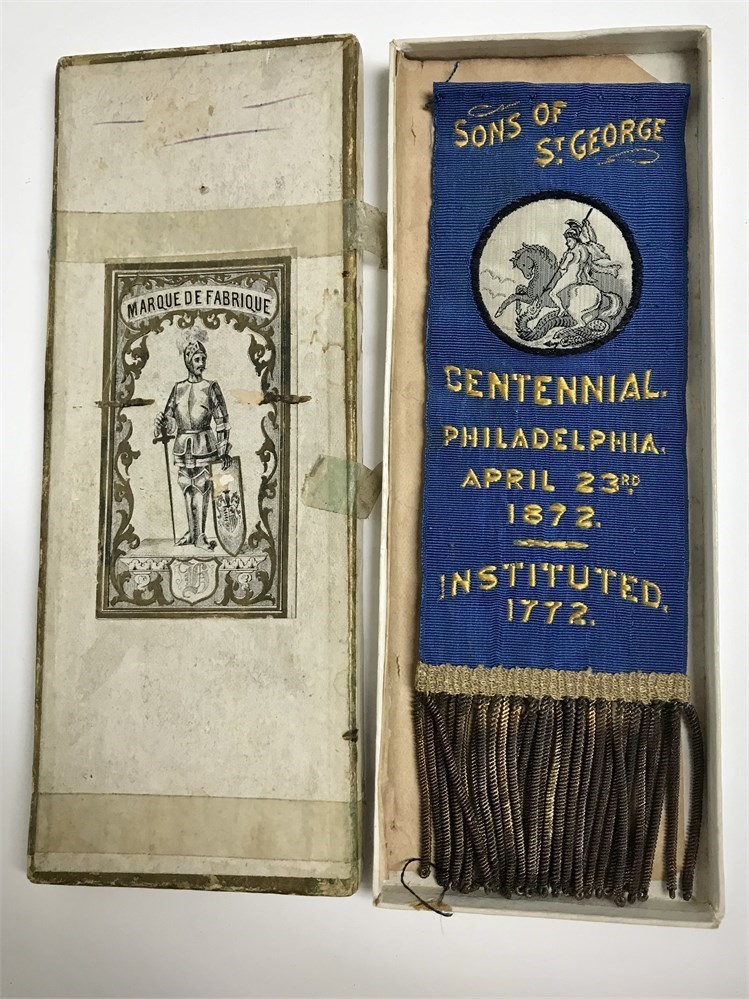 MARQUE DE FABRIQUE
SONS OF
ST. GEORGE
CENTENNIAL.
PHILADELPHIA.
APRIL 23RD
1872.
INSTITUTED.
1772.